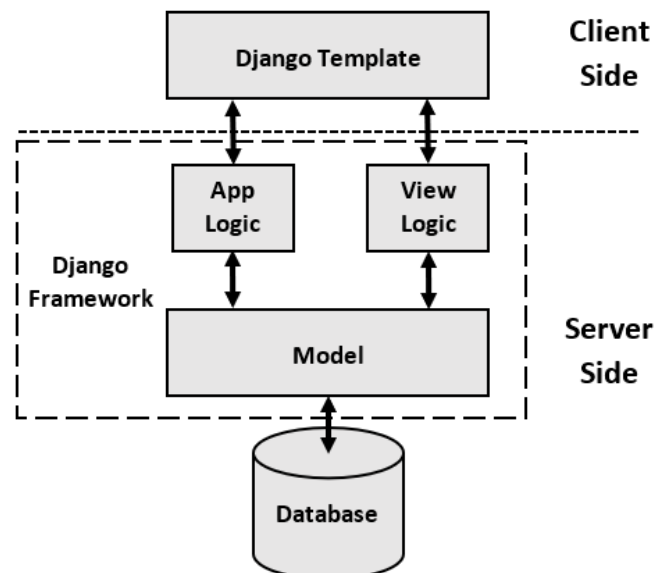 Django Template
Client
Side
App
Logic
View
Logic
Django
Framework
Model
Server
Side
Database